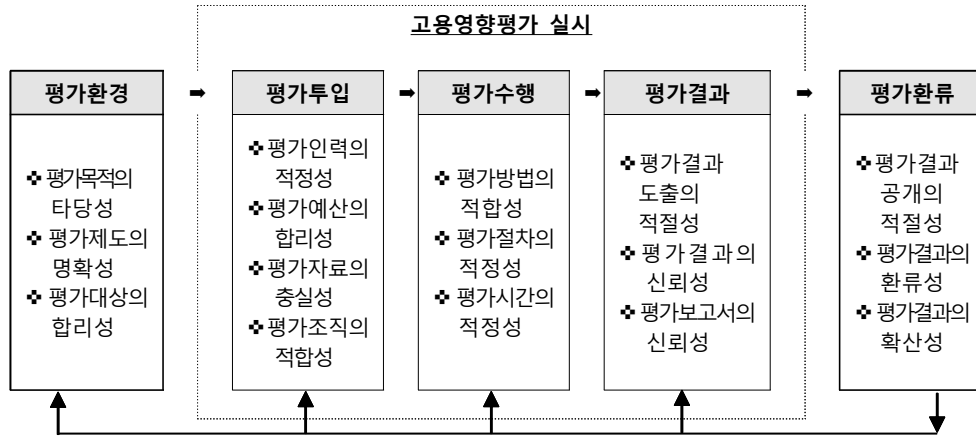 고용영향평가 실시
평가환경
❖ 평가목적의
타당성
❖ 평가제도의
명확성
❖ 평가대상의
합리성
➡
평가투입
❖ 평가인력의
적정성
❖ 평가예산의
합리성
❖ 평가자료의
충실성
❖ 평가조직의
적합성
➡
평가수행
❖ 평가방법의
적합성
❖ 평가절차의
적정성
❖ 평가시간의
적정성
➡
평가결과
❖ 평가결과
도출의
적절성
❖ 평가결과의
신뢰성
❖ 평가보고서의
신뢰성
➡
평가환류
❖ 평가결과
공개의
적절성
❖ 평가결과의
환류성
❖ 평가결과의
확산성